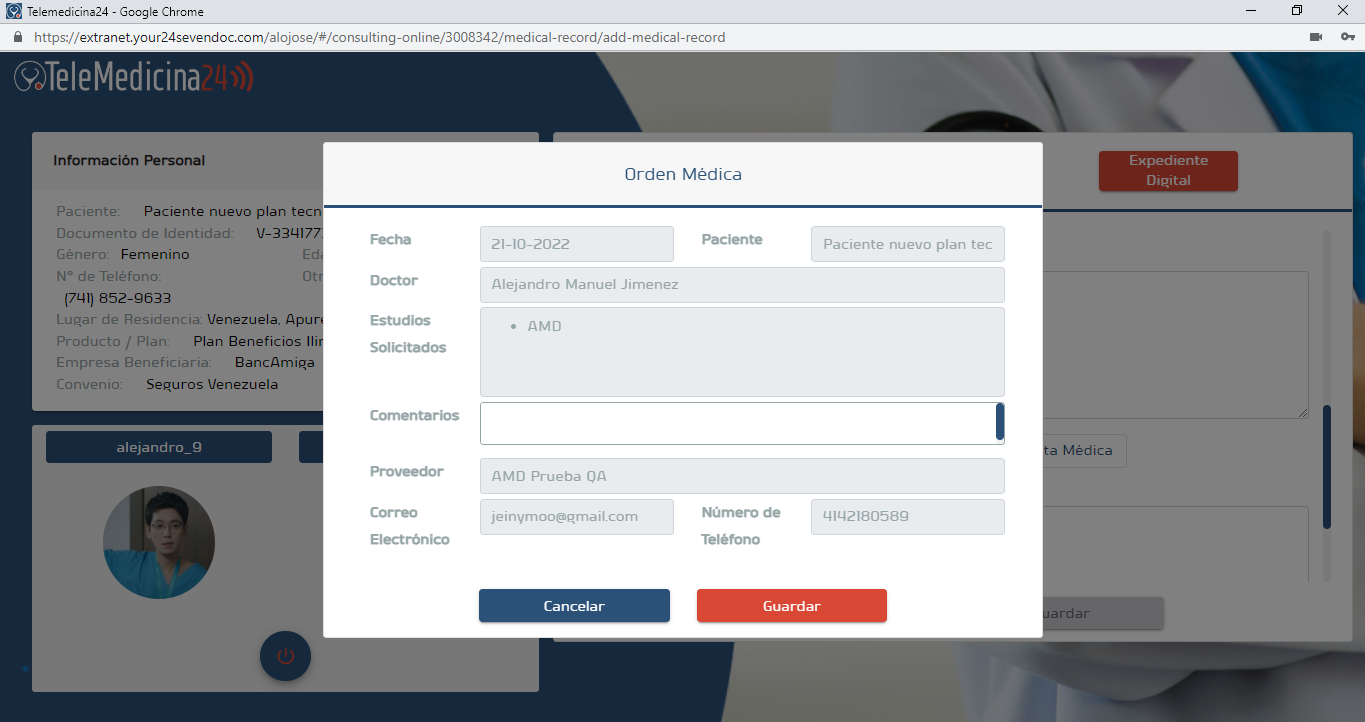 Telemedicina24 - Google Chrome
https://extranet.your24sevendoc.com/alojose/#/consulting-online/3008342/medical-record/add-medical-record
TeleMedicina24
Información Personal
Paciente: Paciente nuevo plan tecn
Documento de Identidad: V-334177
Género: Femenino Eda
N° de Teléfono: Otr
(741) 852-9633
Lugar de Residencia: Venezuela, Apure
Producto / Plan: Plan Beneficios Ilin
Empresa Beneficiaria: BancAmiga
Convenio: Seguros Venezuela
alejandro_9
Expediente
Digital
ta Médica
uardar
Orden Médica
Fecha 21-10-2022 Paciente Paciente nuevo plan tec
Doctor Alejandro Manuel Jimenez
Estudios
Solicitados
• AMD
Comentarios
Proveedor AMD Prueba QA
Correo
Electrónico
jeinymoo@gmail.com
Número de
Teléfono
4142180589
Cancelar Guardar